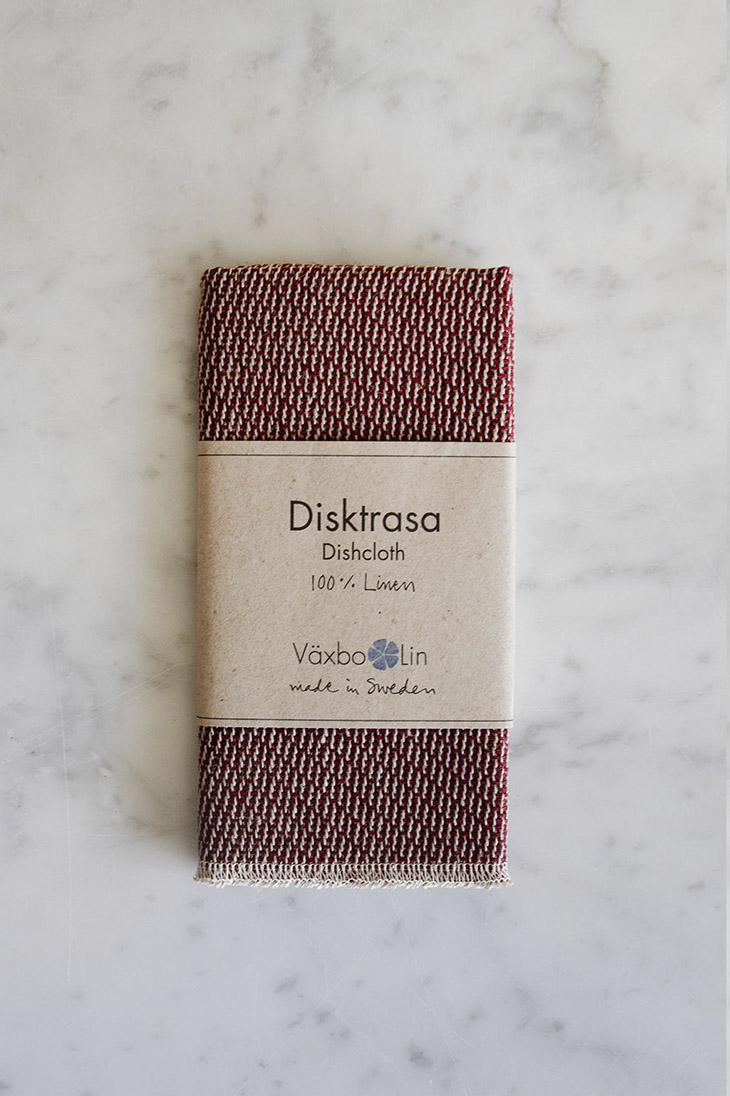 Disktrasa
Dishcloth
100% Linen
Växbo Lin
made in Sweden